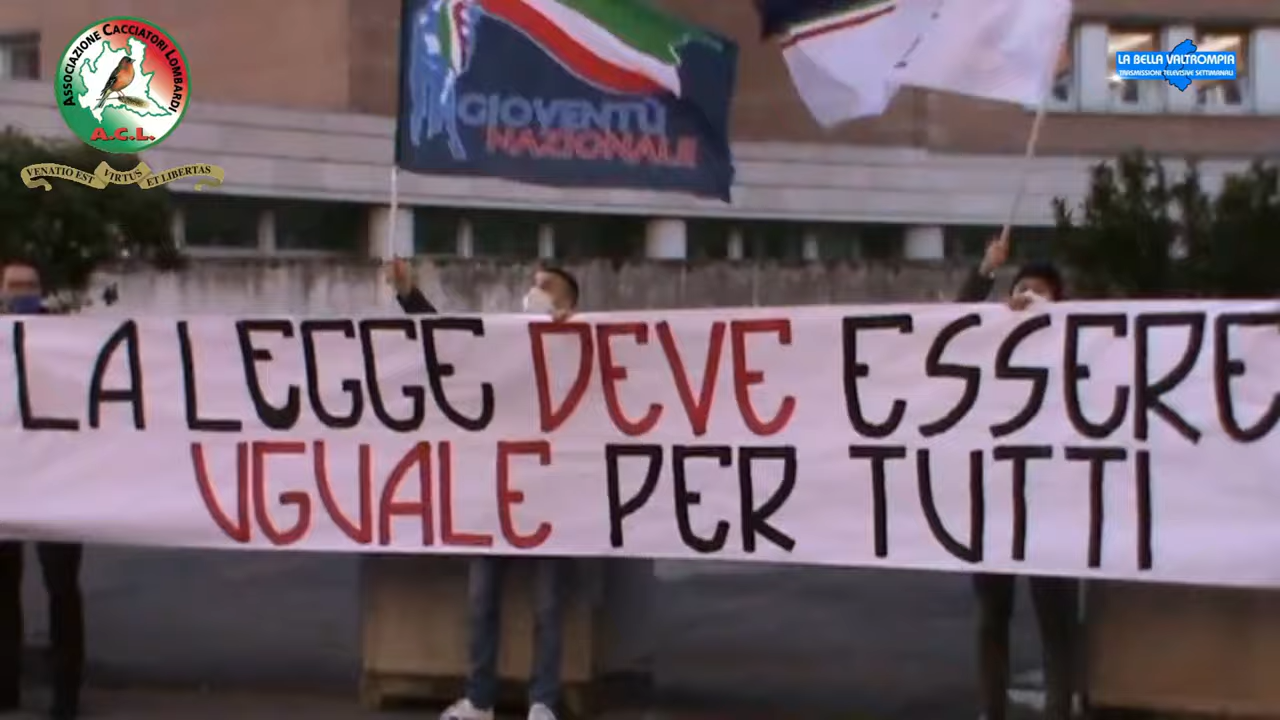 ASSOCIAZIONE CACCIATORI LOMBARDI
A.C.L.
VENATIO EST VIRTUS ET LIBERTAS
LA BELLA VALTROMPIA
TRASMISSIONI TELEVISIVE SETTIMANALI
GIOVENTÙ
NAZIONALE
LA LEGGE DEVE ESSERE
UGUALE PER TUTTI